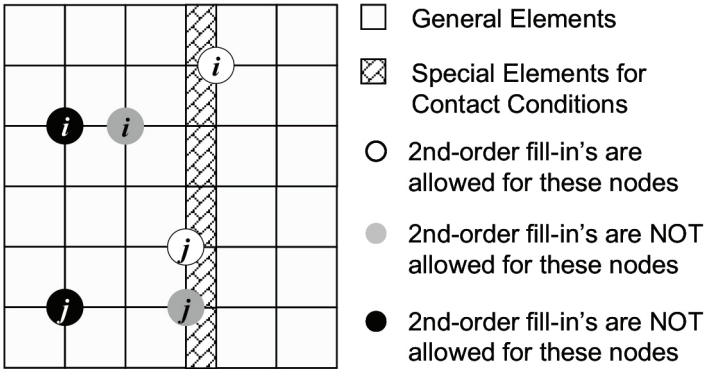 General Elements
i
Special Elements for
Contact Conditions
i i
2nd-order fill-in’s are
allowed for these nodes
j
2nd-order fill-in’s are NOT
allowed for these nodes
j j
2nd-order fill-in’s are NOT
allowed for these nodes